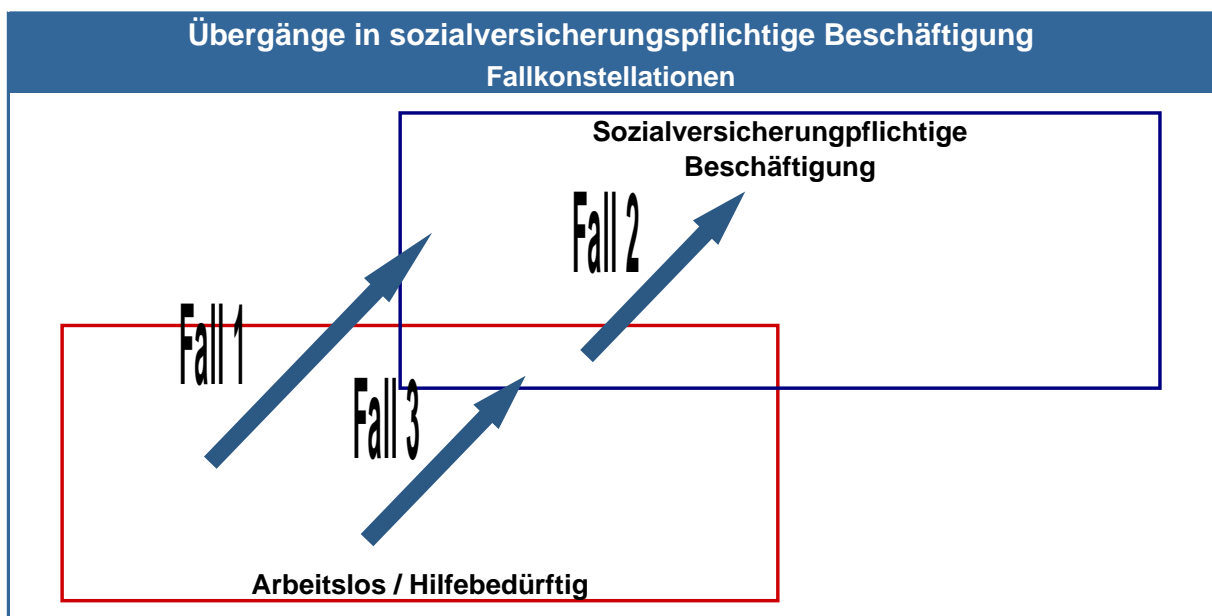 Übergänge in sozialversicherungspflichtige Beschäftigung
Fallkonstellationen
Sozialversicherungpflichtige
Beschäftigung
Fall 2
Fall 1
Fall 3
Arbeitslos / Hilfebedürftig